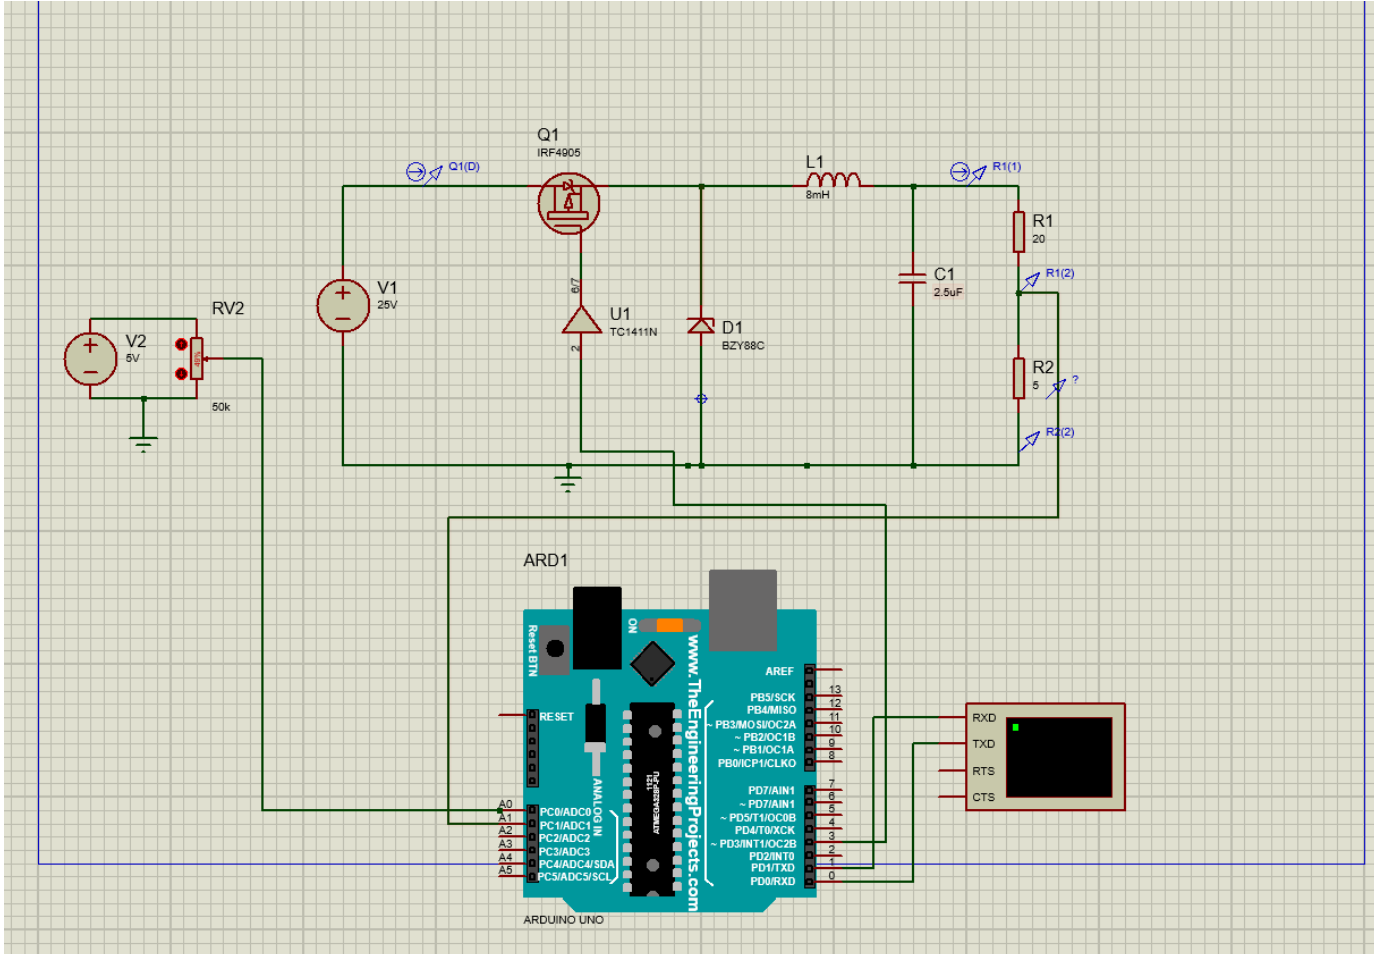 Q1
IRF4905
Q1(D)
L1
8mH
R1(1)
R1
20
R1(2)
C1
2.5uF
V1
25V
U1
TC1411N
6/7
2
D1
BZY88C
R2
5
?
R2(2)
RV2
V2
5V
49%
50k
ARD1
Reset BTN
ON
www.TheEngineeringProjects.com
AREF
PB5/SCK 13
PB4/MISO 12
~ PB3/MOSI/OC2A 11
~ PB2/OC1B 10
~ PB1/OC1A 9
PB0/ICP1/CLKO 8
PD7/AIN1 7
~ PD7/AIN1 6
~ PD5/T1/OC0B 5
PD4/T0/XCK 4
~ PD3/INT1/OC2B 3
PD2/INT0 2
PD1/TXD 1
PD0/RXD 0
RESET
ANALOG IN
1121
ATMEGA328P-PU
A0 PC0/ADC0
A1 PC1/ADC1
A2 PC2/ADC2
A3 PC3/ADC3
A4 PC4/ADC4/SDA
A5 PC5/ADC5/SCL
ARDUINO UNO
RXD
TXD
RTS
CTS